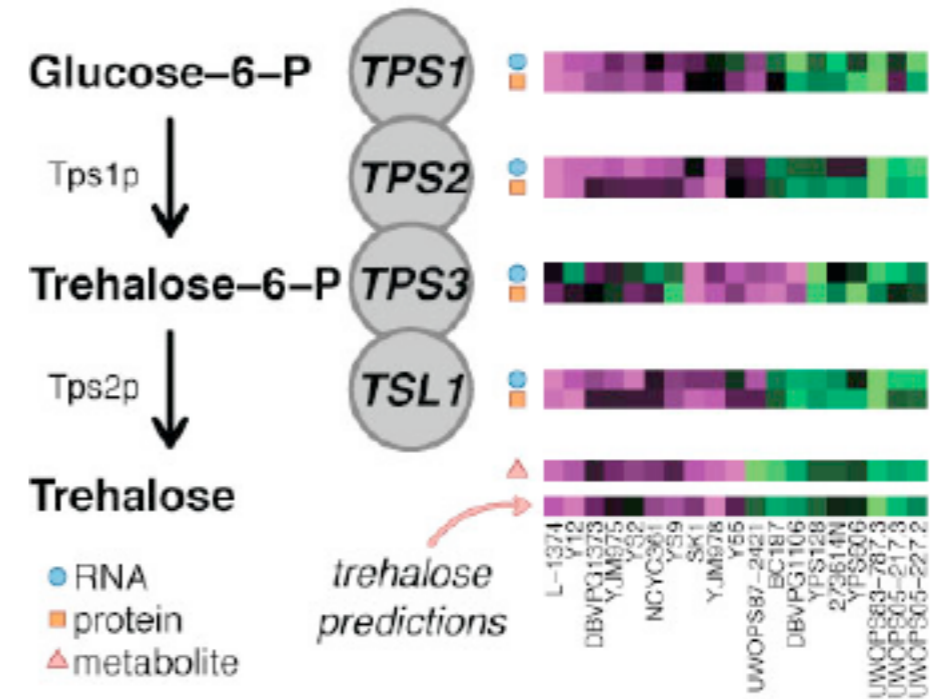 Glucose–6–P
TPS1
Tps1p
TPS2
Trehalose–6–P
TPS3
Tps2p
TSL1
Trehalose
RNA
protein
metabolite
trehalose
predictions
L-1374
Y12
DBVPG1373
YJM975
YS2
NCYC361
YS9
SK1
YJM978
Y55
UWOPS87-2421
BC187
DBVPG1106
YPS128
273614N
YPS606
UWOPS83-787.3
UWOPS05-217.3
UWOPS05-227.2